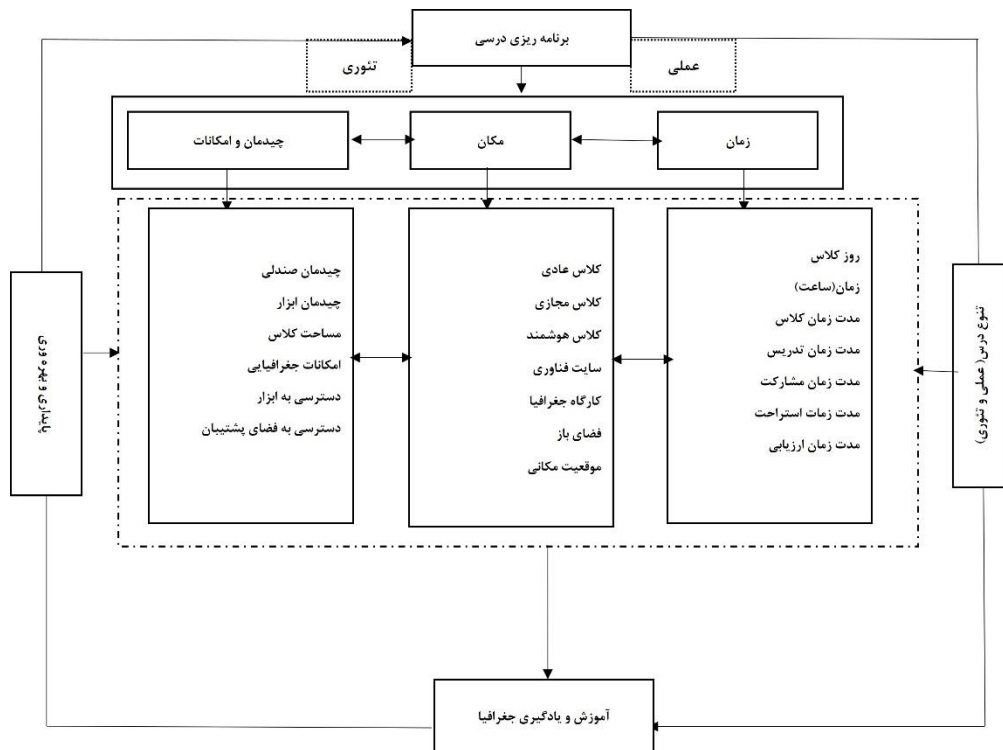 برنامه ریزی درسی
عملی
تئوری
زمان
مکان
چیدمان و امکانات
روز کلاس
زمان(ساعت)
مدت زمان کلاس
مدت زمان تدریس
مدت زمان مشارکت
مدت زمات استراحت
مدت زمان ارزیابی
کلاس عادی
کلاس مجازی
کلاس هوشمند
سایت فناوری
کارگاه جغرافیا
فضای باز
موقعیت مکانی
چیدمان صندلی
چیدمان ابزار
مساحت کلاس
امکانات جغرافیایی
دسترسی به ابزار
دسترسی به فضای پشتیبان
تنوع درس( عملی و تئوری)
پایداری و بهره وری
آموزش و یادگیری جغرافیا